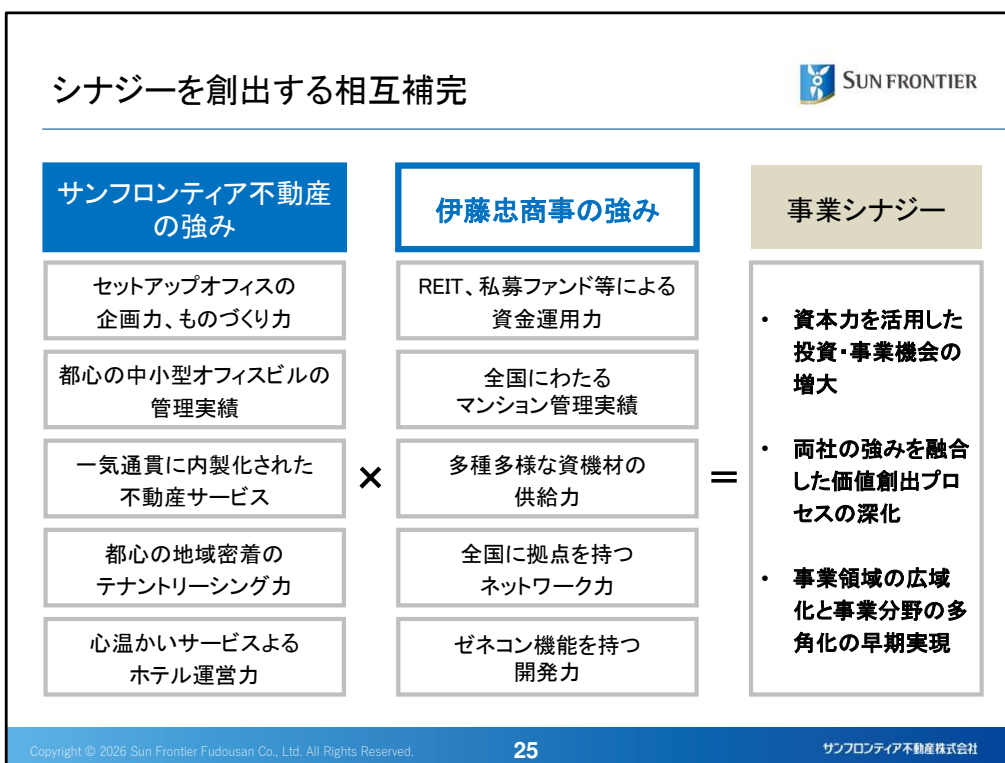 シナジーを創出する相互補完
SUN FRONTIER
サンフロンティア不動産
の強み
セットアップオフィスの
企画力、ものづくり力
都心の中小型オフィスビルの
管理実績
一気通貫に内製化された
不動産サービス
都心の地域密着の
テナントリーシング力
心温かいサービスよる
ホテル運営力
×
伊藤忠商事の強み
REIT、私募ファンド等による
資金運用力
全国にわたる
マンション管理実績
多種多様な資機材の
供給力
全国に拠点を持つ
ネットワーク力
ゼネコン機能を持つ
開発力
＝
事業シナジー
・ 資本力を活用した
投資・事業機会の
増大
・ 両社の強みを融合
した価値創出プロ
セスの深化
・ 事業領域の広域
化と事業分野の多
角化の早期実現
Copyright © 2026 Sun Frontier Fudousan Co., Ltd. All Rights Reserved.
25
サンフロンティア不動産株式会社